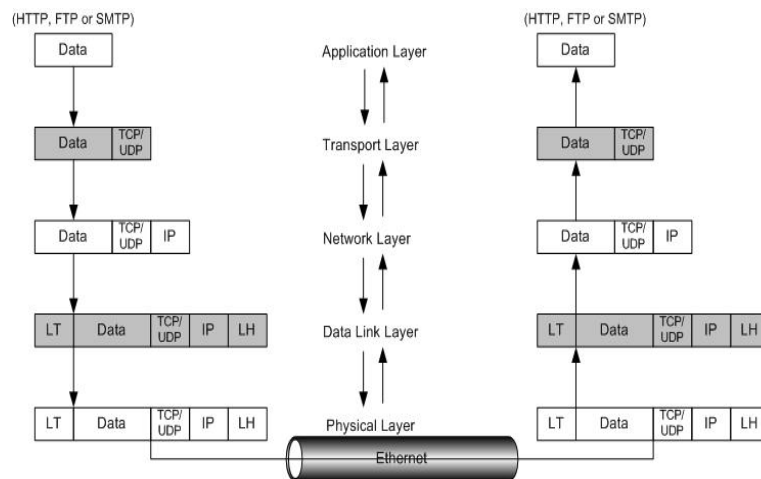 (HTTP, FTP or SMTP)
(HTTP, FTP or SMTP)
Data
Application Layer
Data
Data
TCP/
UDP
Transport Layer
Data
TCP/
UDP
Data
TCP/
UDP
IP
Network Layer
Data
TCP/
UDP
IP
LT
Data
TCP/
UDP
IP
LH
Data Link Layer
LT
Data
TCP/
UDP
IP
LH
LT
Data
TCP/
UDP
IP
LH
Physical Layer
LT
Data
TCP/
UDP
IP
LH
Ethernet